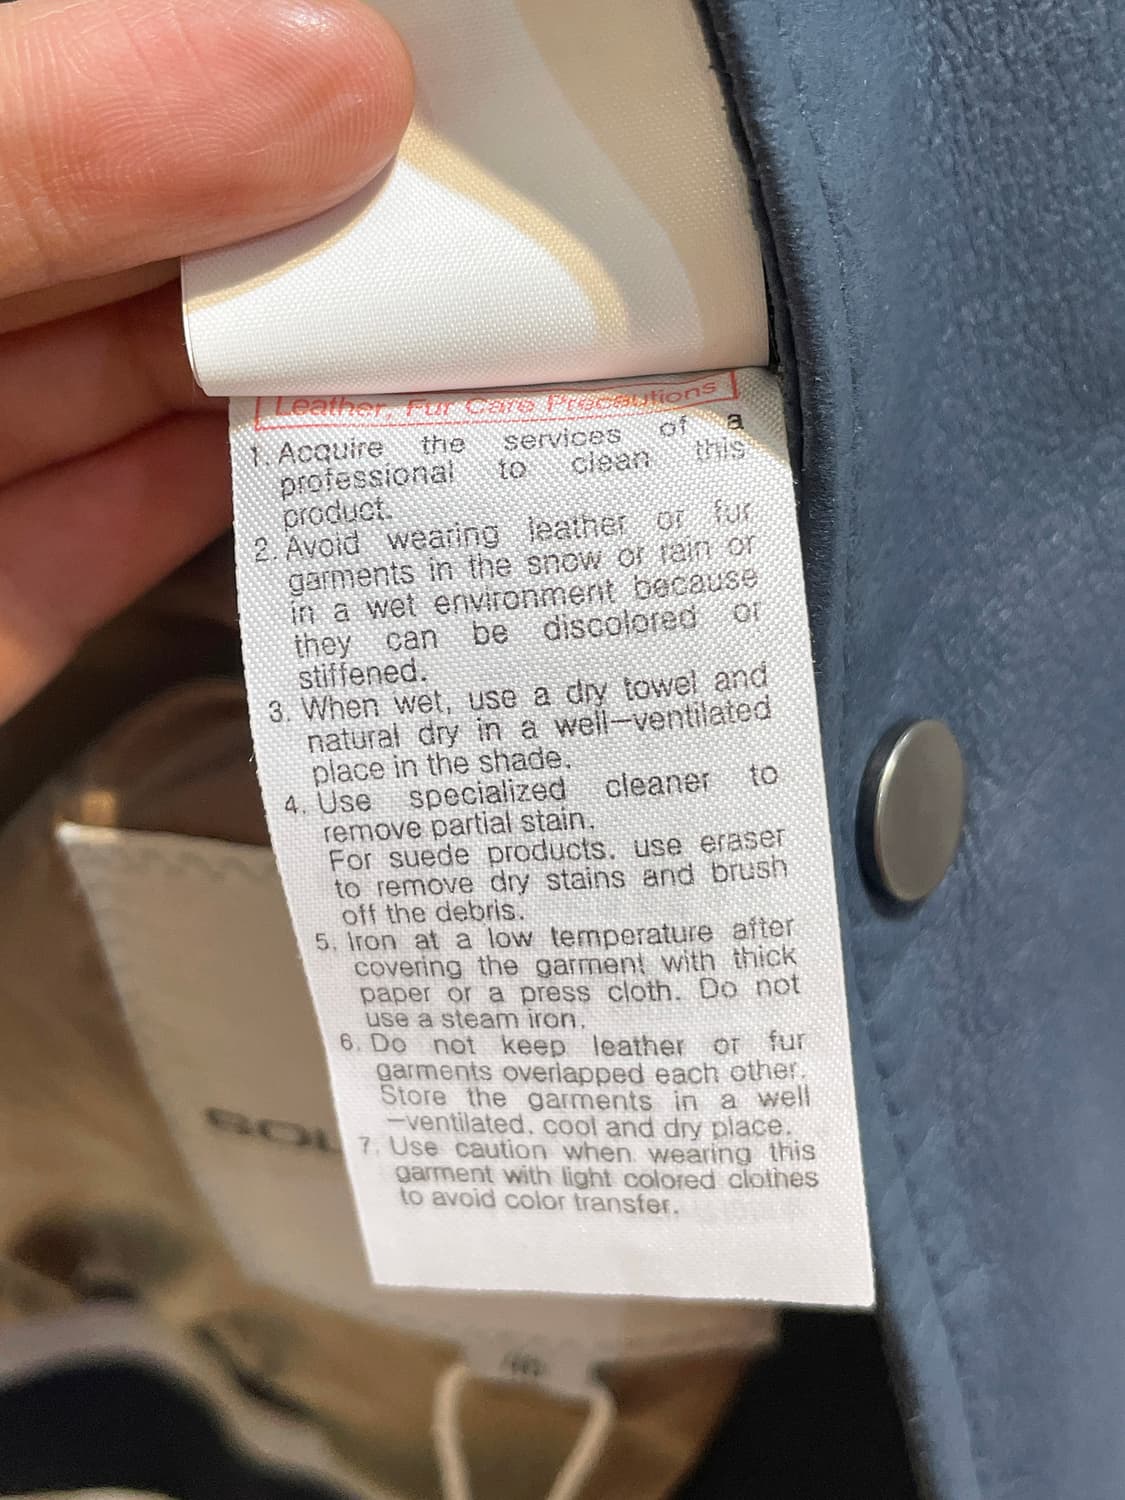 Leather, Fur Care Precautions
1. Acquire the services of a
professional to clean this
product.
2. Avoid wearing leather or fur
garments in the snow or rain or
in a wet environment because
they can be discolored or
stiffened.
3. When wet, use a dry towel and
natural dry in a well-ventilated
place in the shade.
4. Use specialized cleaner to
remove partial stain.
For suede products, use eraser
to remove dry stains and brush
off the debris.
5. Iron at a low temperature after
covering the garment with thick
paper or a press cloth. Do not
use a steam iron.
6. Do not keep leather or fur
garments overlapped each other.
Store the garments in a well
-ventilated, cool and dry place.
7. Use caution when wearing this
garment with light colored clothes
to avoid color transfer.